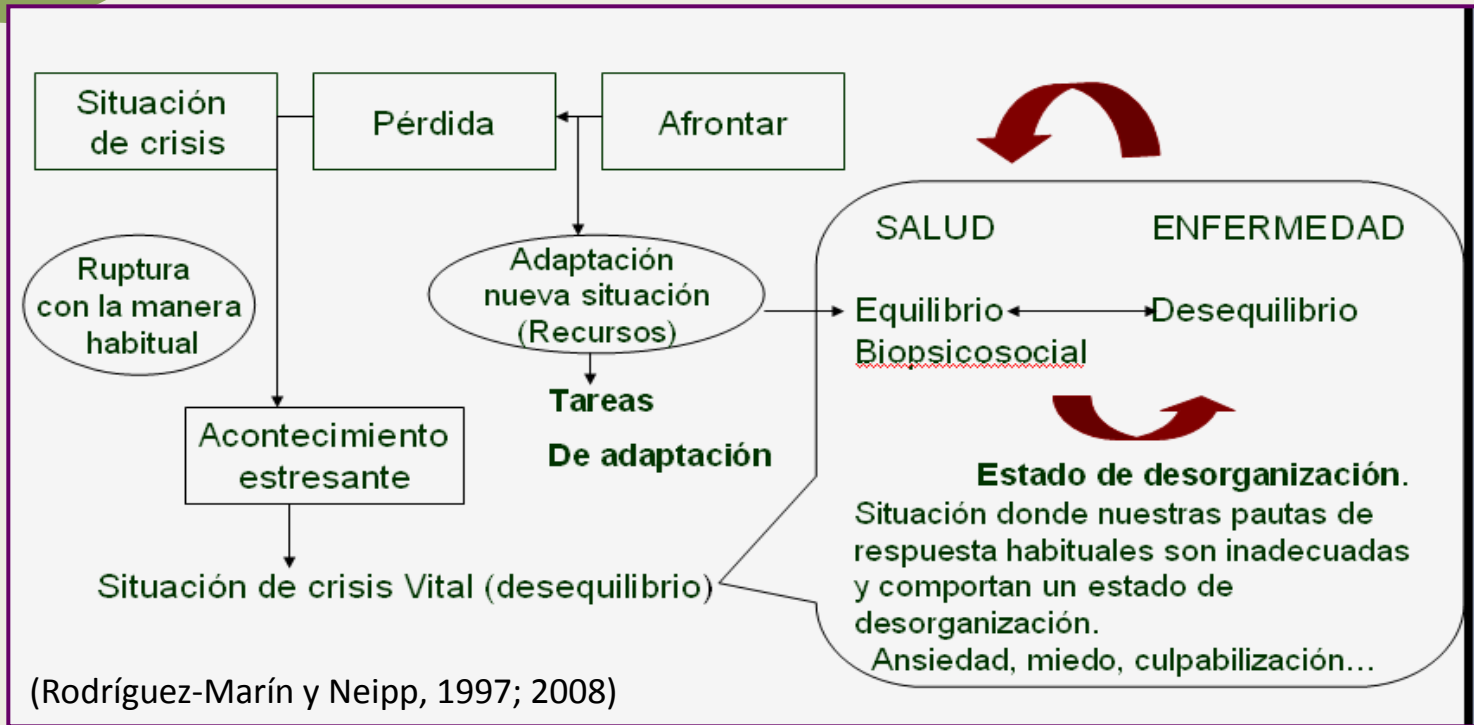 Situación
de crisis
Pérdida
Afrontar
Ruptura
con la manera
habitual
Adaptación
nueva situación
(Recursos)
Tareas
De adaptación
Acontecimiento
estresante
Situación de crisis Vital (desequilibrio)
SALUD ENFERMEDAD
Equilibrio Desequilibrio
Biopsicosocial
Estado de desorganización.
Situación donde nuestras pautas de
respuesta habituales son inadecuadas
y comportan un estado de
desorganización.
Ansiedad, miedo, culpabilización...
(Rodríguez-Marín y Neipp, 1997; 2008)